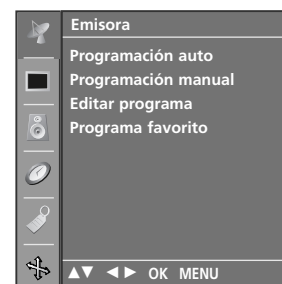 Emisora
Programación auto
Programación manual
Editar programa
Programa favorito
▲▼ ◄► OK MENU